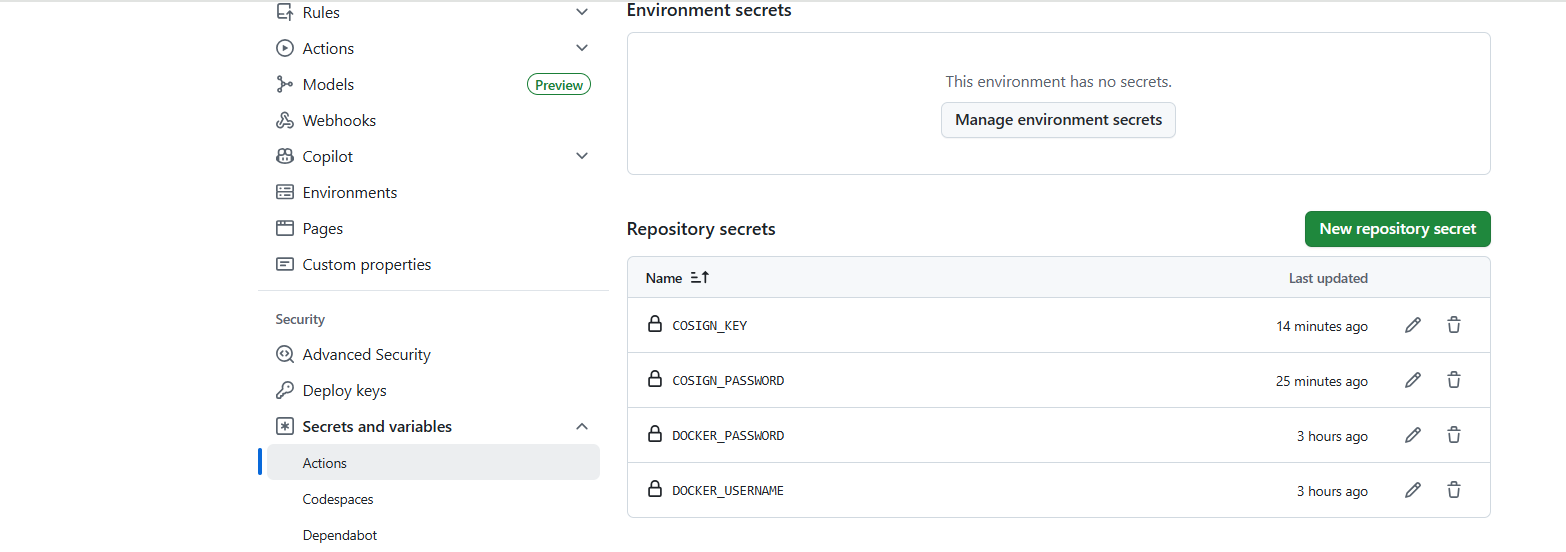 Rules
Actions
Models Preview
Webhooks
Copilot
Environments
Pages
Custom properties
Security
Advanced Security
Deploy keys
Secrets and variables
Actions
Codespaces
Dependabot
Environment secrets
This environment has no secrets.
Manage environment secrets
Repository secrets New repository secret
Name Last updated
COSIGN_KEY 14 minutes ago
COSIGN_PASSWORD 25 minutes ago
DOCKER_PASSWORD 3 hours ago
DOCKER_USERNAME 3 hours ago